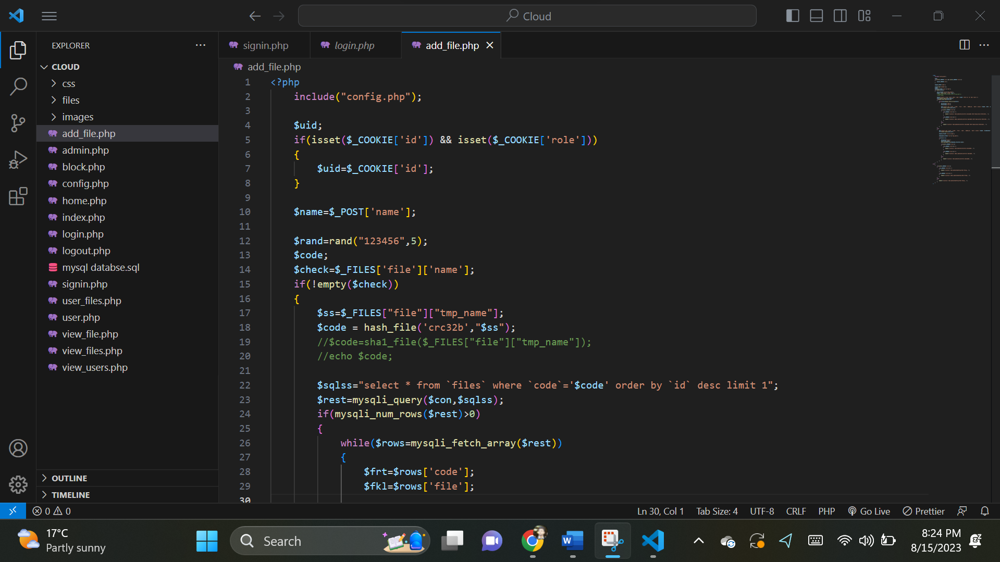 Cloud
EXPLORER
signin.php
login.php
add_file.php
CLOUD
css
files
images
add_file.php
admin.php
block.php
config.php
home.php
index.php
login.php
logout.php
mysql databse.sql
signin.php
user_files.php
user.php
view_file.php
view_files.php
view_users.php
OUTLINE
TIMELINE
add_file.php
1 <?php
2 include("config.php");
3
4 $uid;
5 if(isset($_COOKIE['id']) && isset($_COOKIE['role']))
6 {
7 $uid=$_COOKIE['id'];
8 }
9
10 $name=$_POST['name'];
11
12 $rand=rand("123456",5);
13 $code;
14 $check=$_FILES['file']['name'];
15 if(!empty($check))
16 {
17 $ss=$_FILES["file"]["tmp_name"];
18 $code = hash_file('crc32b',"$ss");
19 //$code=sha1_file($_FILES["file"]["tmp_name"]);
20 //echo $code;
21
22 $sqlss="select * from `files` where `code`='$code' order by `id` desc limit 1";
23 $rest=mysqli_query($con,$sqlss);
24 if(mysqli_num_rows($rest)>0)
25 {
26 while($rows=mysqli_fetch_array($rest))
27 {
28 $frt=$rows['code'];
29 $fkl=$rows['file'];
30
0 0
Ln 30, Col 1
Tab Size: 4
UTF-8
CRLF
PHP
Go Live
Prettier
17°C
Partly sunny
Search
8:24 PM
8/15/2023